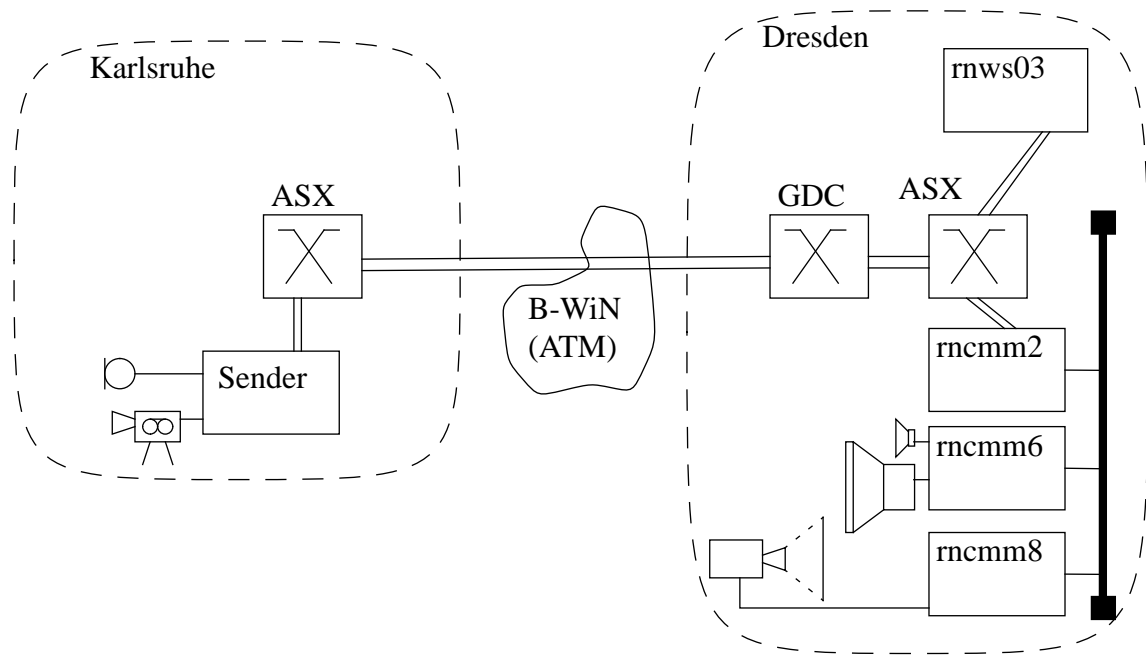 Karlsruhe
Dresden
rnws03
ASX
GDC
ASX
B-WiN
(ATM)
Sender
rncmm2
rncmm6
rncmm8